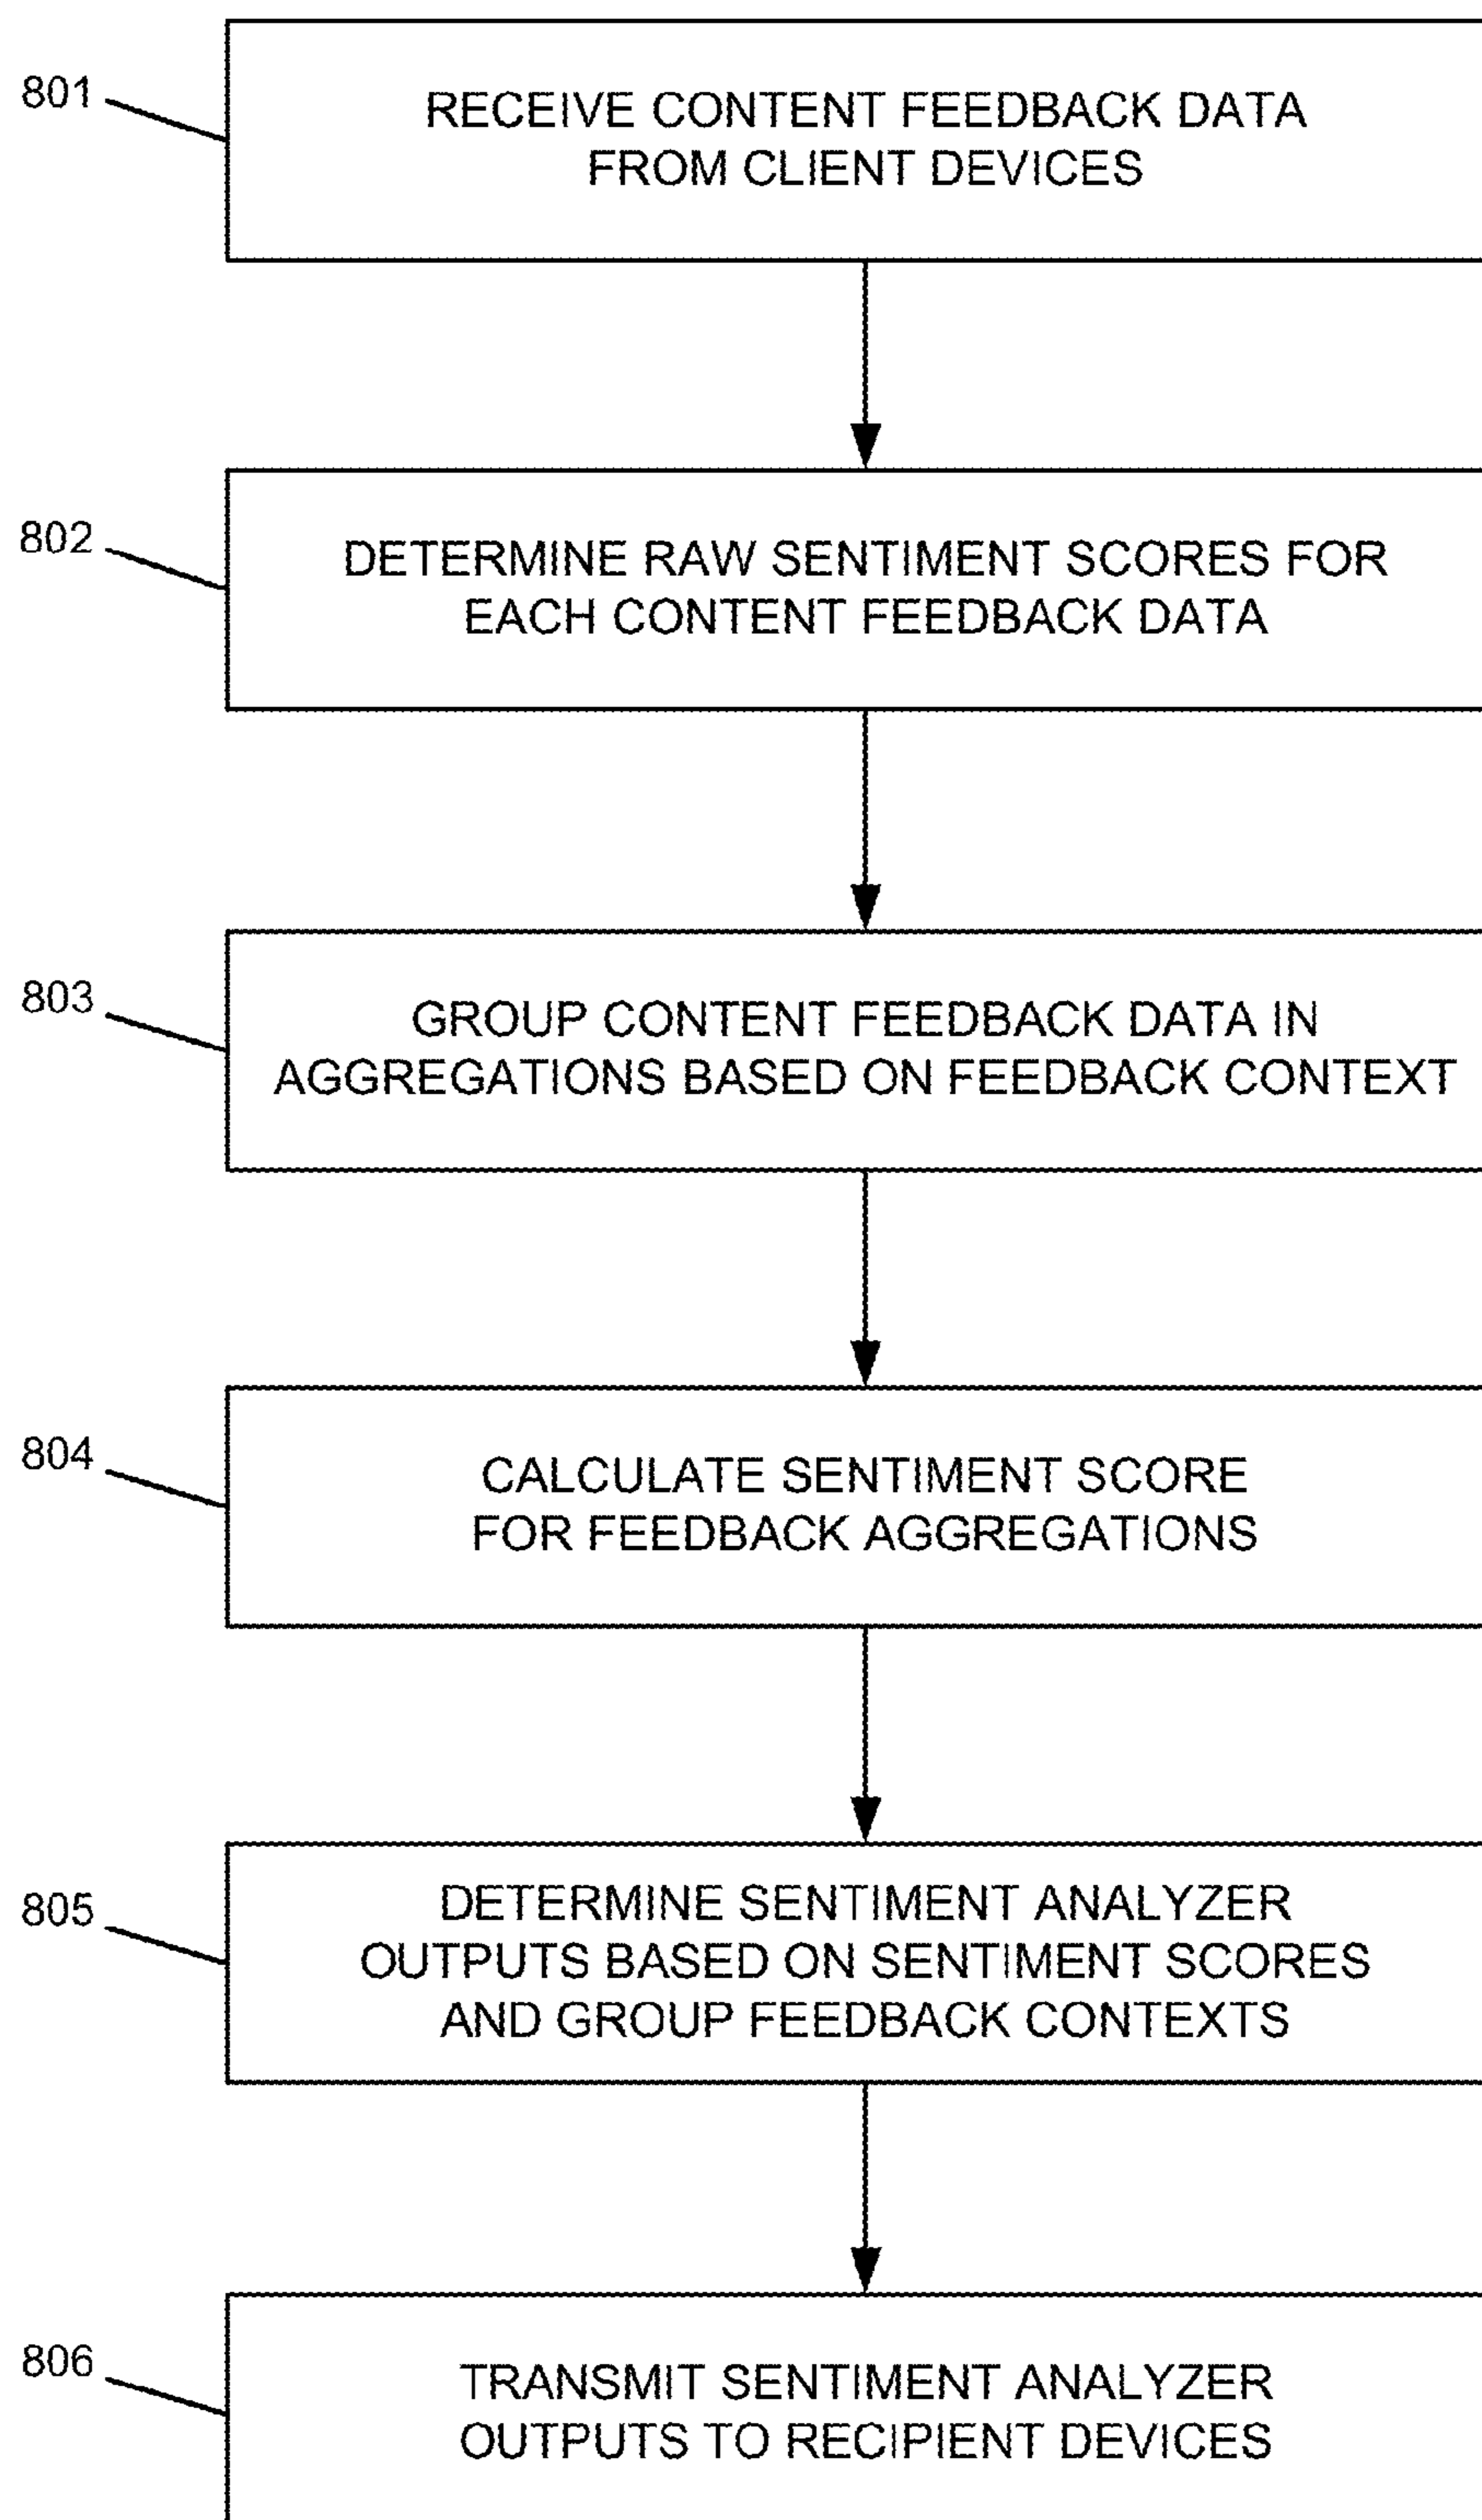 801
RECEIVE CONTENT FEEDBACK DATA
FROM CLIENT DEVICES
802
DETERMINE RAW SENTIMENT SCORES FOR
EACH CONTENT FEEDBACK DATA
803
GROUP CONTENT FEEDBACK DATA IN
AGGREGATIONS BASED ON FEEDBACK CONTEXT
804
CALCULATE SENTIMENT SCORE
FOR FEEDBACK AGGREGATIONS
805
DETERMINE SENTIMENT ANALYZER
OUTPUTS BASED ON SENTIMENT SCORES
AND GROUP FEEDBACK CONTEXTS
806
TRANSMIT SENTIMENT ANALYZER
OUTPUTS TO RECIPIENT DEVICES